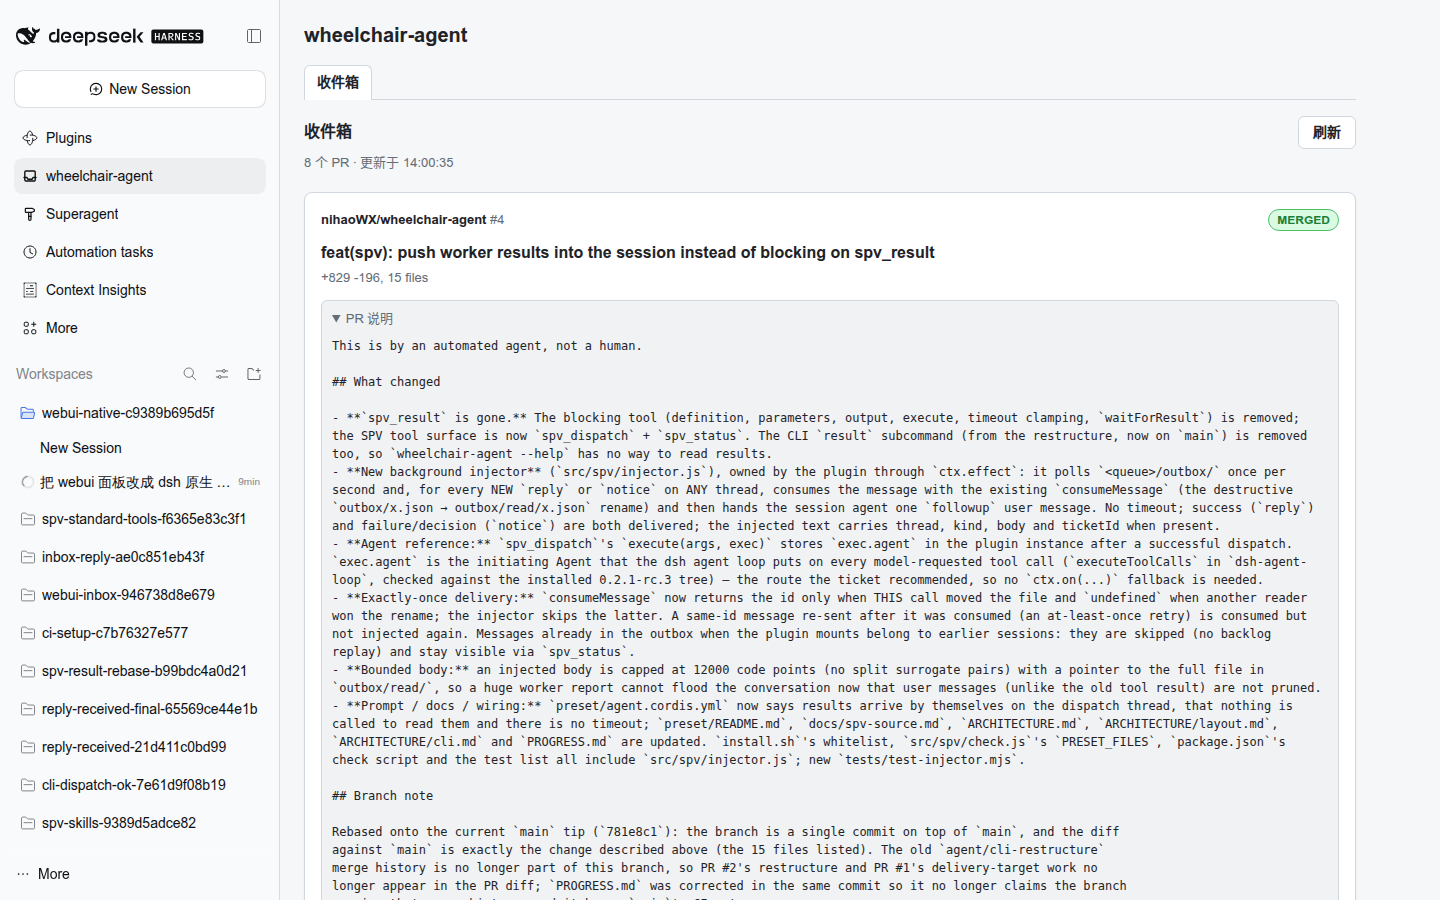 deepseek HARNESS
New Session
Plugins
wheelchair-agent
Superagent
Automation tasks
Context Insights
More
Workspaces
webui-native-c9389b695d5f
New Session
把 webui 面板改成 dsh 原生 ... 9min
spv-standard-tools-f6365e83c3f1
inbox-reply-ae0c851eb43f
webui-inbox-946738d8e679
ci-setup-c7b76327e577
spv-result-rebase-b99bdc4a0d21
reply-received-final-65569ce44e1b
reply-received-21d411c0bd99
cli-dispatch-ok-7e61d9f08b19
spv-skills-9389d5adce82
More
wheelchair-agent
收件箱
收件箱
刷新
8 个 PR · 更新于 14:00:35
nihaoWX/wheelchair-agent #4
MERGED
feat(spv): push worker results into the session instead of blocking on spv_result
+829 -196, 15 files
▼ PR 说明
This is by an automated agent, not a human.
## What changed
- **`spv_result` is gone.** The blocking tool (definition, parameters, output, execute, timeout clamping, `waitForResult`) is removed;
the SPV tool surface is now `spv_dispatch` + `spv_status`. The CLI `result` subcommand (from the restructure, now on `main`) is removed
too, so `wheelchair-agent --help` has no way to read results.
- **New background injector** (`src/spv/injector.js`), owned by the plugin through `ctx.effect`: it polls `<queue>/outbox/` once per
second and, for every NEW `reply` or `notice` on ANY thread, consumes the message with the existing `consumeMessage` (the destructive
`outbox/x.json → outbox/read/x.json` rename) and then hands the session agent one `followup` user message. No timeout; success (`reply`)
and failure/decision (`notice`) are both delivered; the injected text carries thread, kind, body and ticketId when present.
- **Agent reference:** `spv_dispatch`'s `execute(args, exec)` stores `exec.agent` in the plugin instance after a successful dispatch.
`exec.agent` is the initiating Agent that the dsh agent loop puts on every model-requested tool call (`executeToolCalls` in `dsh-agent-
loop`, checked against the installed 0.2.1-rc.3 tree) — the route the ticket recommended, so no `ctx.on(...)` fallback is needed.
- **Exactly-once delivery:** `consumeMessage` now returns the id only when THIS call moved the file and `undefined` when another reader
won the rename; the injector skips the latter. A same-id message re-sent after it was consumed (an at-least-once retry) is consumed but
not injected again. Messages already in the outbox when the plugin mounts belong to earlier sessions: they are skipped (no backlog
replay) and stay visible via `spv_status`.
- **Bounded body:** an injected body is capped at 12000 code points (no split surrogate pairs) with a pointer to the full file in
`outbox/read/`, so a huge worker report cannot flood the conversation now that user messages (unlike the old tool result) are not pruned.
- **Prompt / docs / wiring:** `preset/agent.cordis.yml` now says results arrive by themselves on the dispatch thread, that nothing is
called to read them and there is no timeout; `preset/README.md`, `docs/spv-source.md`, `ARCHITECTURE.md`, `ARCHITECTURE/layout.md`,
`ARCHITECTURE/cli.md` and `PROGRESS.md` are updated. `install.sh`'s whitelist, `src/spv/check.js`'s `PRESET_FILES`, `package.json`'s
check script and the test list all include `src/spv/injector.js`; new `tests/test-injector.mjs`.
## Branch note
Rebased onto the current `main` tip (`781e8c1`): the branch is a single commit on top of `main`, and the diff
against `main` is exactly the change described above (the 15 files listed). The old `agent/cli-restructure`
merge history is no longer part of this branch, so PR #2's restructure and PR #1's delivery-target work no
longer appear in the PR diff; `PROGRESS.md` was corrected in the same commit so it no longer claims the branch